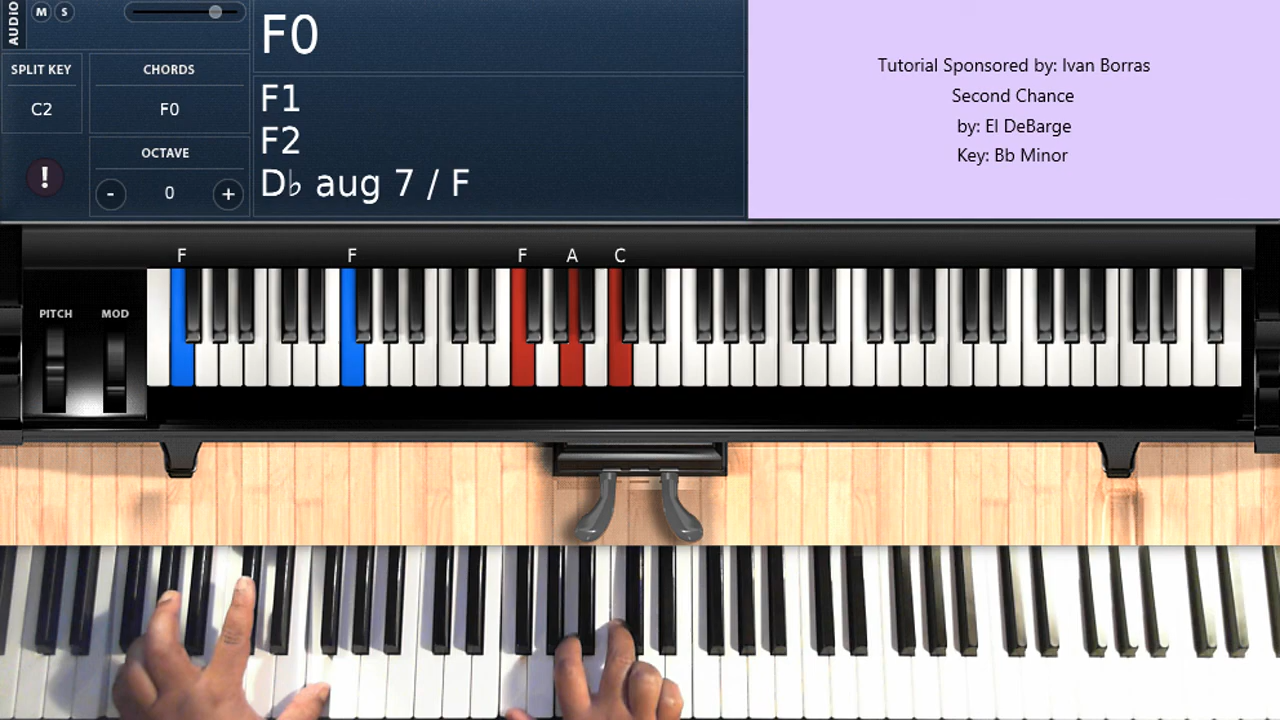 AUDIO
M S
F0
SPLIT KEY
CHORDS
C2
F0
F1
F2
D♭ aug 7 / F
!
OCTAVE
- 0 +
Tutorial Sponsored by: Ivan Borras
Second Chance
by: El DeBarge
Key: Bb Minor
F F F A C
PITCH MOD